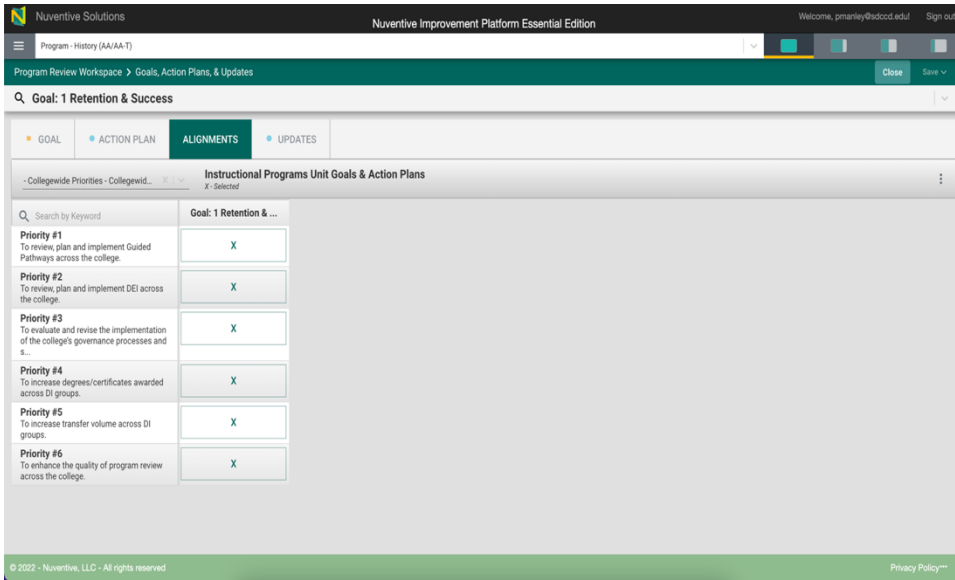 Nuventive Solutions
Nuventive Improvement Platform Essential Edition
Welcome, pmanley@sdccd.edu!
Sign out
Program - History (AA/AA-T)
Program Review Workspace > Goals, Action Plans, & Updates
Close
Save
Goal: 1 Retention & Success
GOAL
ACTION PLAN
ALIGNMENTS
UPDATES
- Collegewide Priorities - Collegewid...
X
Instructional Programs Unit Goals & Action Plans
X - Selected
Search by Keyword
Goal: 1 Retention & ...
Priority #1
To review, plan and implement Guided
Pathways across the college.
X
Priority #2
To review, plan and implement DEI across
the college.
X
Priority #3
To evaluate and revise the implementation
of the college's governance processes and
s...
X
Priority #4
To increase degrees/certificates awarded
across DI groups.
X
Priority #5
To increase transfer volume across DI
groups.
X
Priority #6
To enhance the quality of program review
across the college.
X
© 2022 - Nuventive, LLC - All rights reserved
Privacy Policy